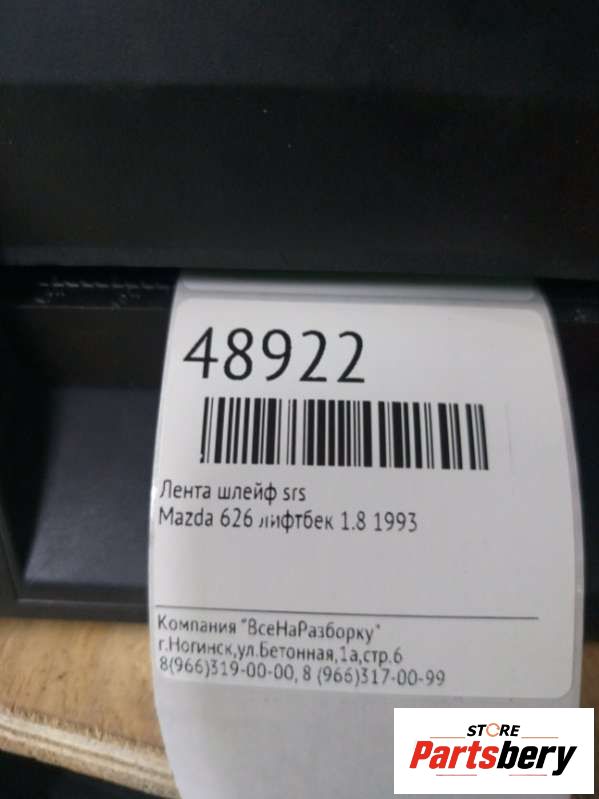 48922
Лента шлейф srs
Mazda 626 лифтбек 1.8 1993
Компания "ВсеНаРазборку"
г.Ногинск,ул.Бетонная,1а,стр.6
8(966)319-00-00, 8 (966)317-00-99
STORE
Partsbery